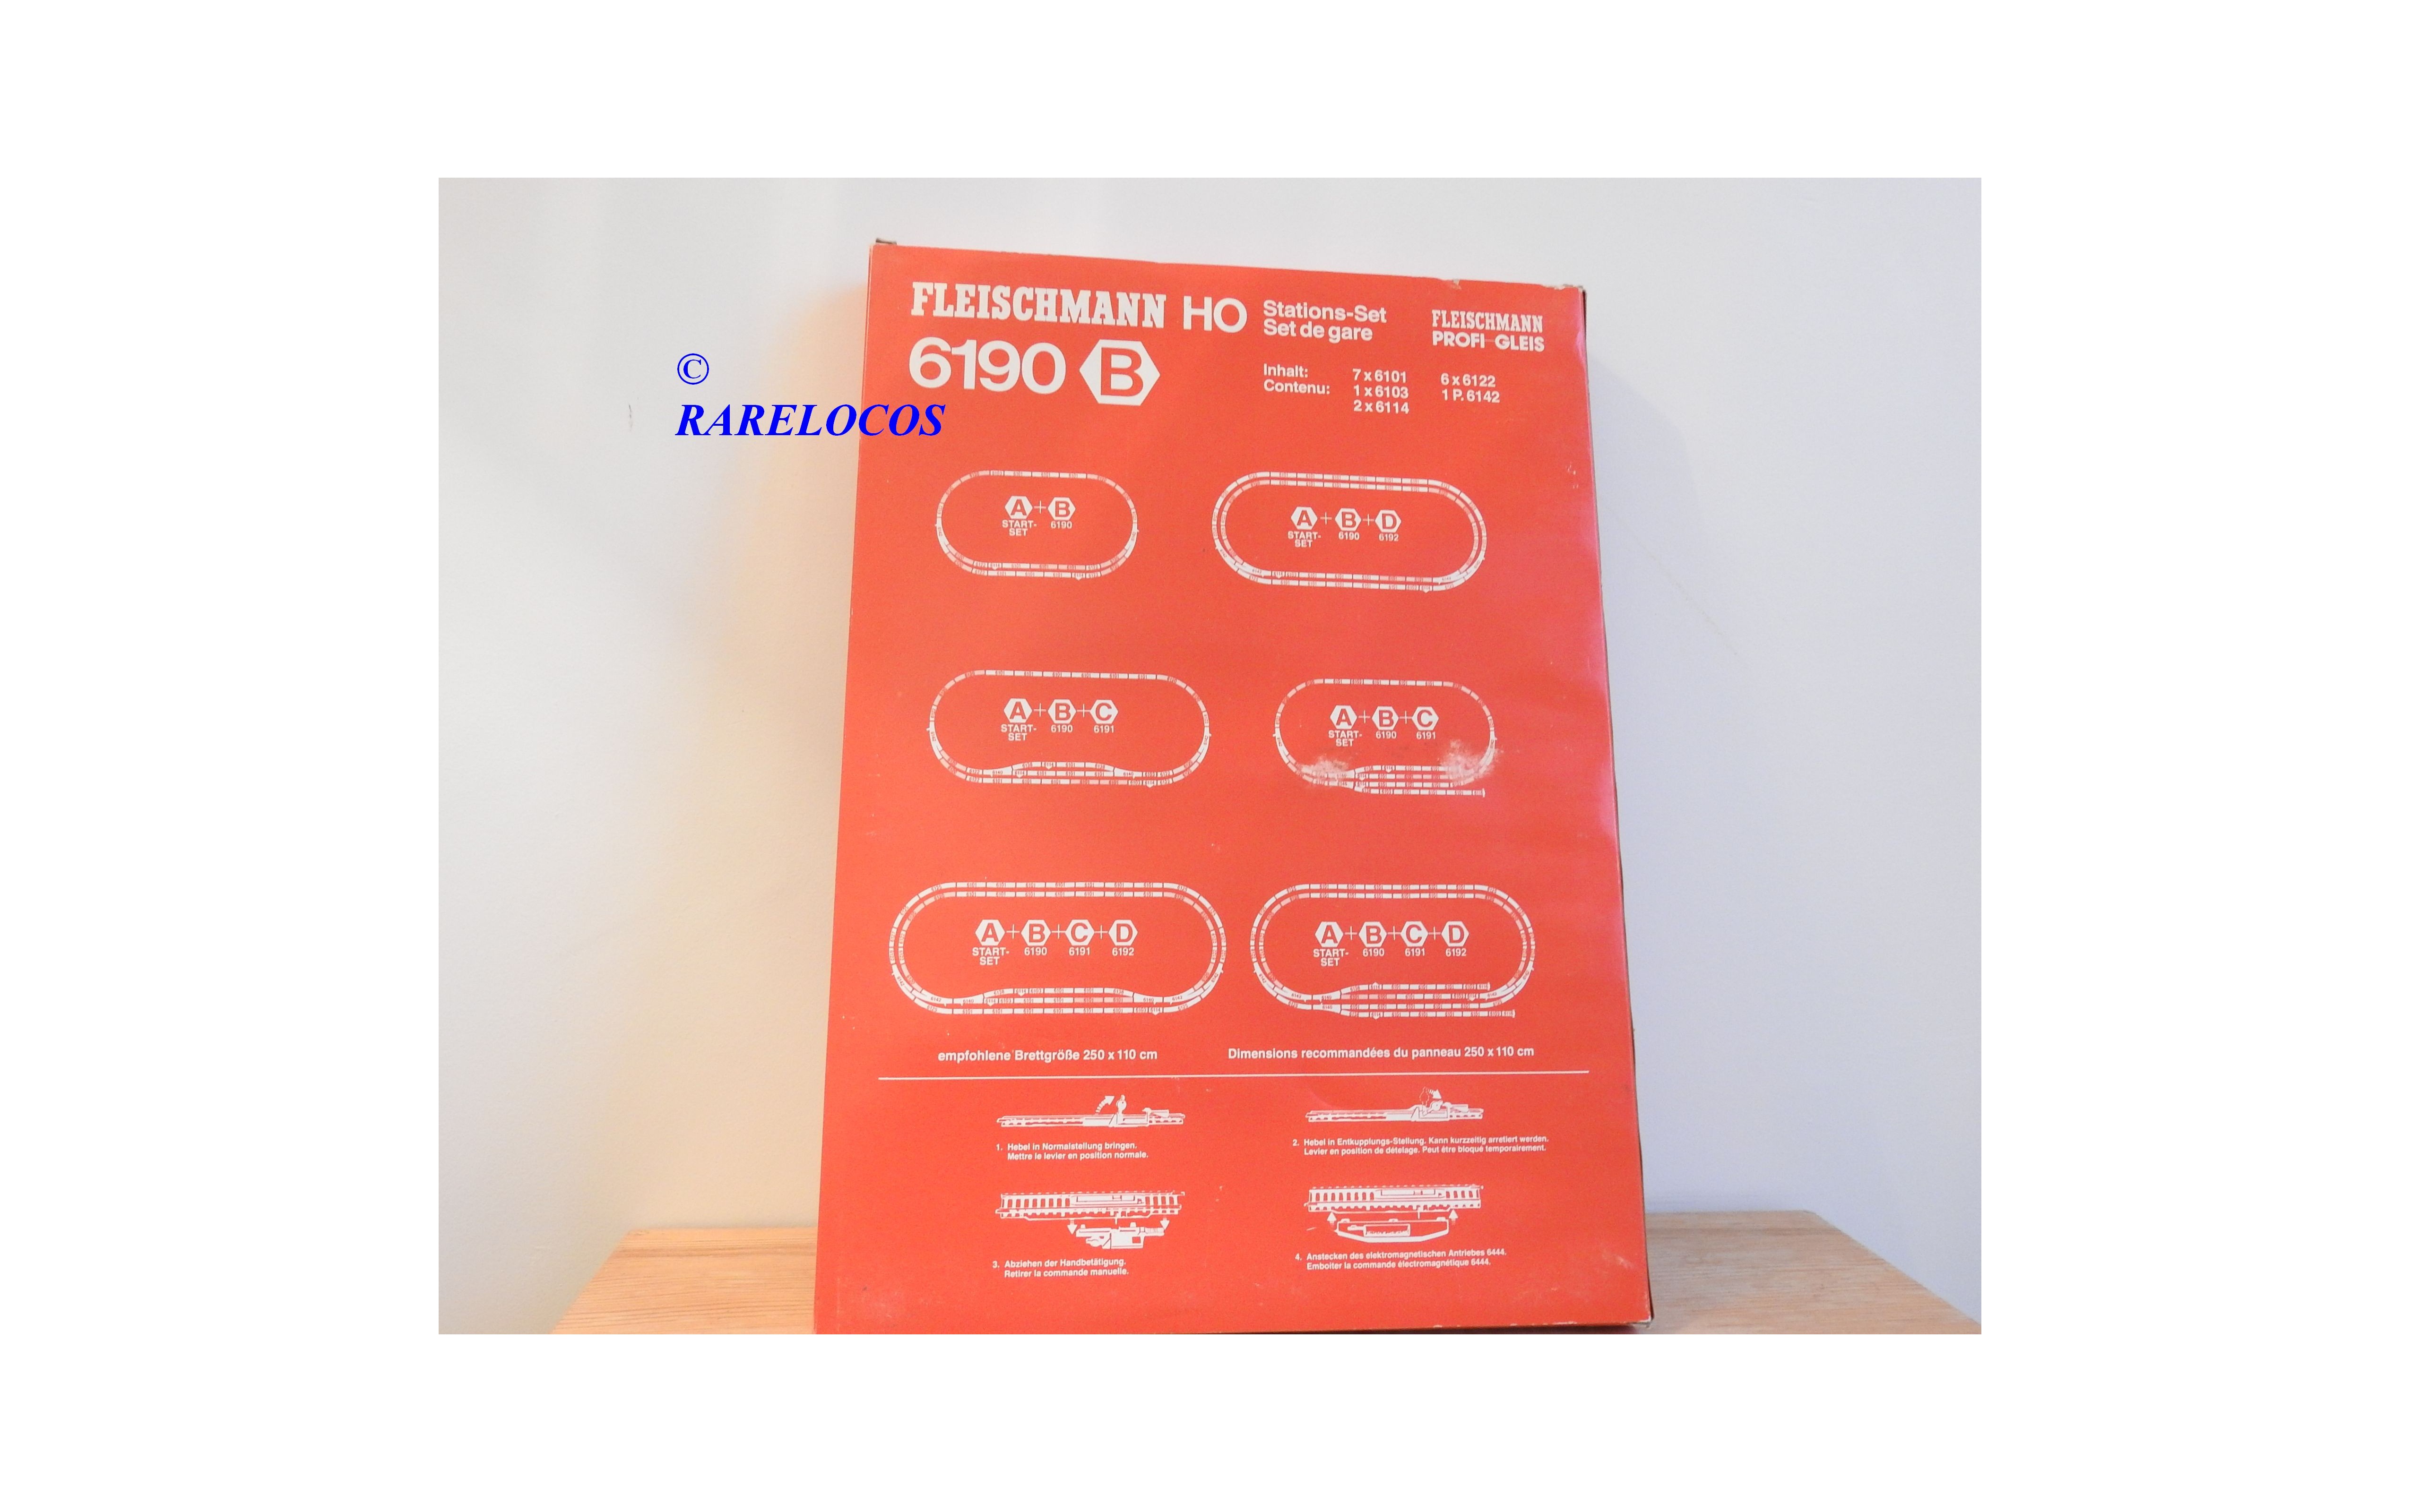 FLEISCHMANN HO
Stations-Set
Set de gare
FLEISCHMANN
PROFI-GLEIS
6190 B
Inhalt:
Contenu:
7 x 6101
1 x 6103
2 x 6114
6 x 6122
1 P. 6142
©
RARELOCOS
A + B
START-SET 6190
A + B + D
START-SET 6190 6192
A + B + C
START-SET 6190 6191
A + B + C
START-SET 6190 6191
A + B + C + D
START-SET 6190 6191 6192
A + B + C + D
START-SET 6190 6191 6192
empfohlene Brettgröße 250 x 110 cm
Dimensions recommandées du panneau 250 x 110 cm
1. Hebel in Normalstellung bringen.
Mettre le levier en position normale.
2. Hebel in Entkupplungs-Stellung. Kann kurzzeitig arretiert werden.
Levier en position de dételage. Peut être bloqué temporairement.
3. Abziehen der Handbetätigung.
Retirer la commande manuelle.
4. Anstecken des elektromagnetischen Antriebes 6444.
Emboîter la commande électromagnétique 6444.